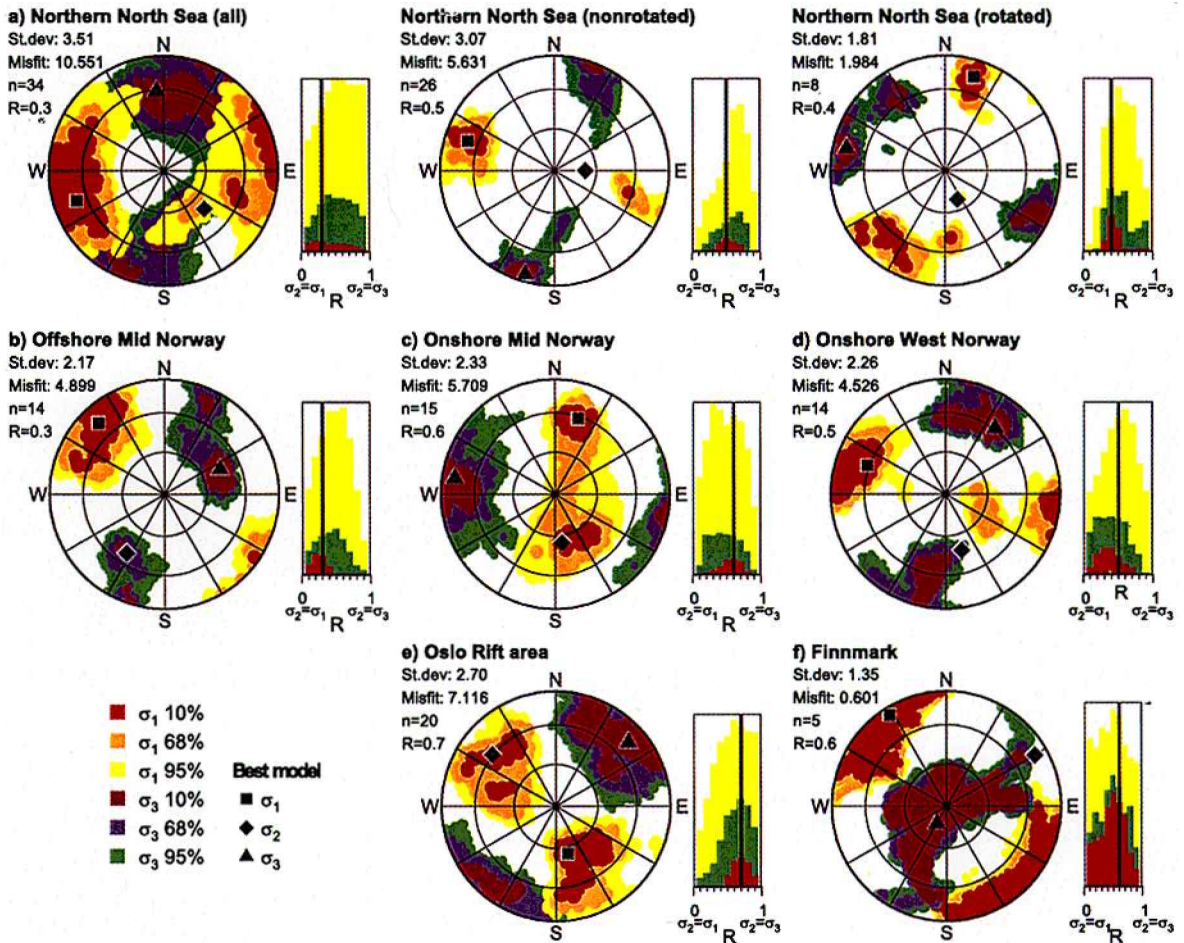 a) Northern North Sea (all)
St.dev: 3.51
Misfit: 10.551
n=34
R=0.3
N
W
E
S
0 1
σ2=σ1 σ2=σ3
R
Northern North Sea (nonrotated)
St.dev: 3.07
Misfit: 5.631
n=26
R=0.5
N
W
E
S
0 1
σ2=σ1 σ2=σ3
R
Northern North Sea (rotated)
St.dev: 1.81
Misfit: 1.984
n=8
R=0.4
N
W
E
S
0 1
σ2=σ1 σ2=σ3
R
b) Offshore Mid Norway
St.dev: 2.17
Misfit: 4.899
n=14
R=0.3
N
W
E
S
0 1
σ2=σ1 σ2=σ3
R
c) Onshore Mid Norway
St.dev: 2.33
Misfit: 5.709
n=15
R=0.6
N
W
E
S
0 1
σ2=σ1 σ2=σ3
R
d) Onshore West Norway
St.dev: 2.26
Misfit: 4.526
n=14
R=0.5
N
W
E
S
0 R 1
σ2=σ1 σ2=σ3
R
σ1 10%
σ1 68%
σ1 95%
σ3 10%
σ3 68%
σ3 95%
Best model
σ1
σ2
σ3
e) Oslo Rift area
St.dev: 2.70
Misfit: 7.116
n=20
R=0.7
N
W
E
S
0 1
σ2=σ1 σ2=σ3
R
f) Finnmark
St.dev: 1.35
Misfit: 0.601
n=5
R=0.6
N
W
E
S
0 1
σ2=σ1 σ2=σ3
R